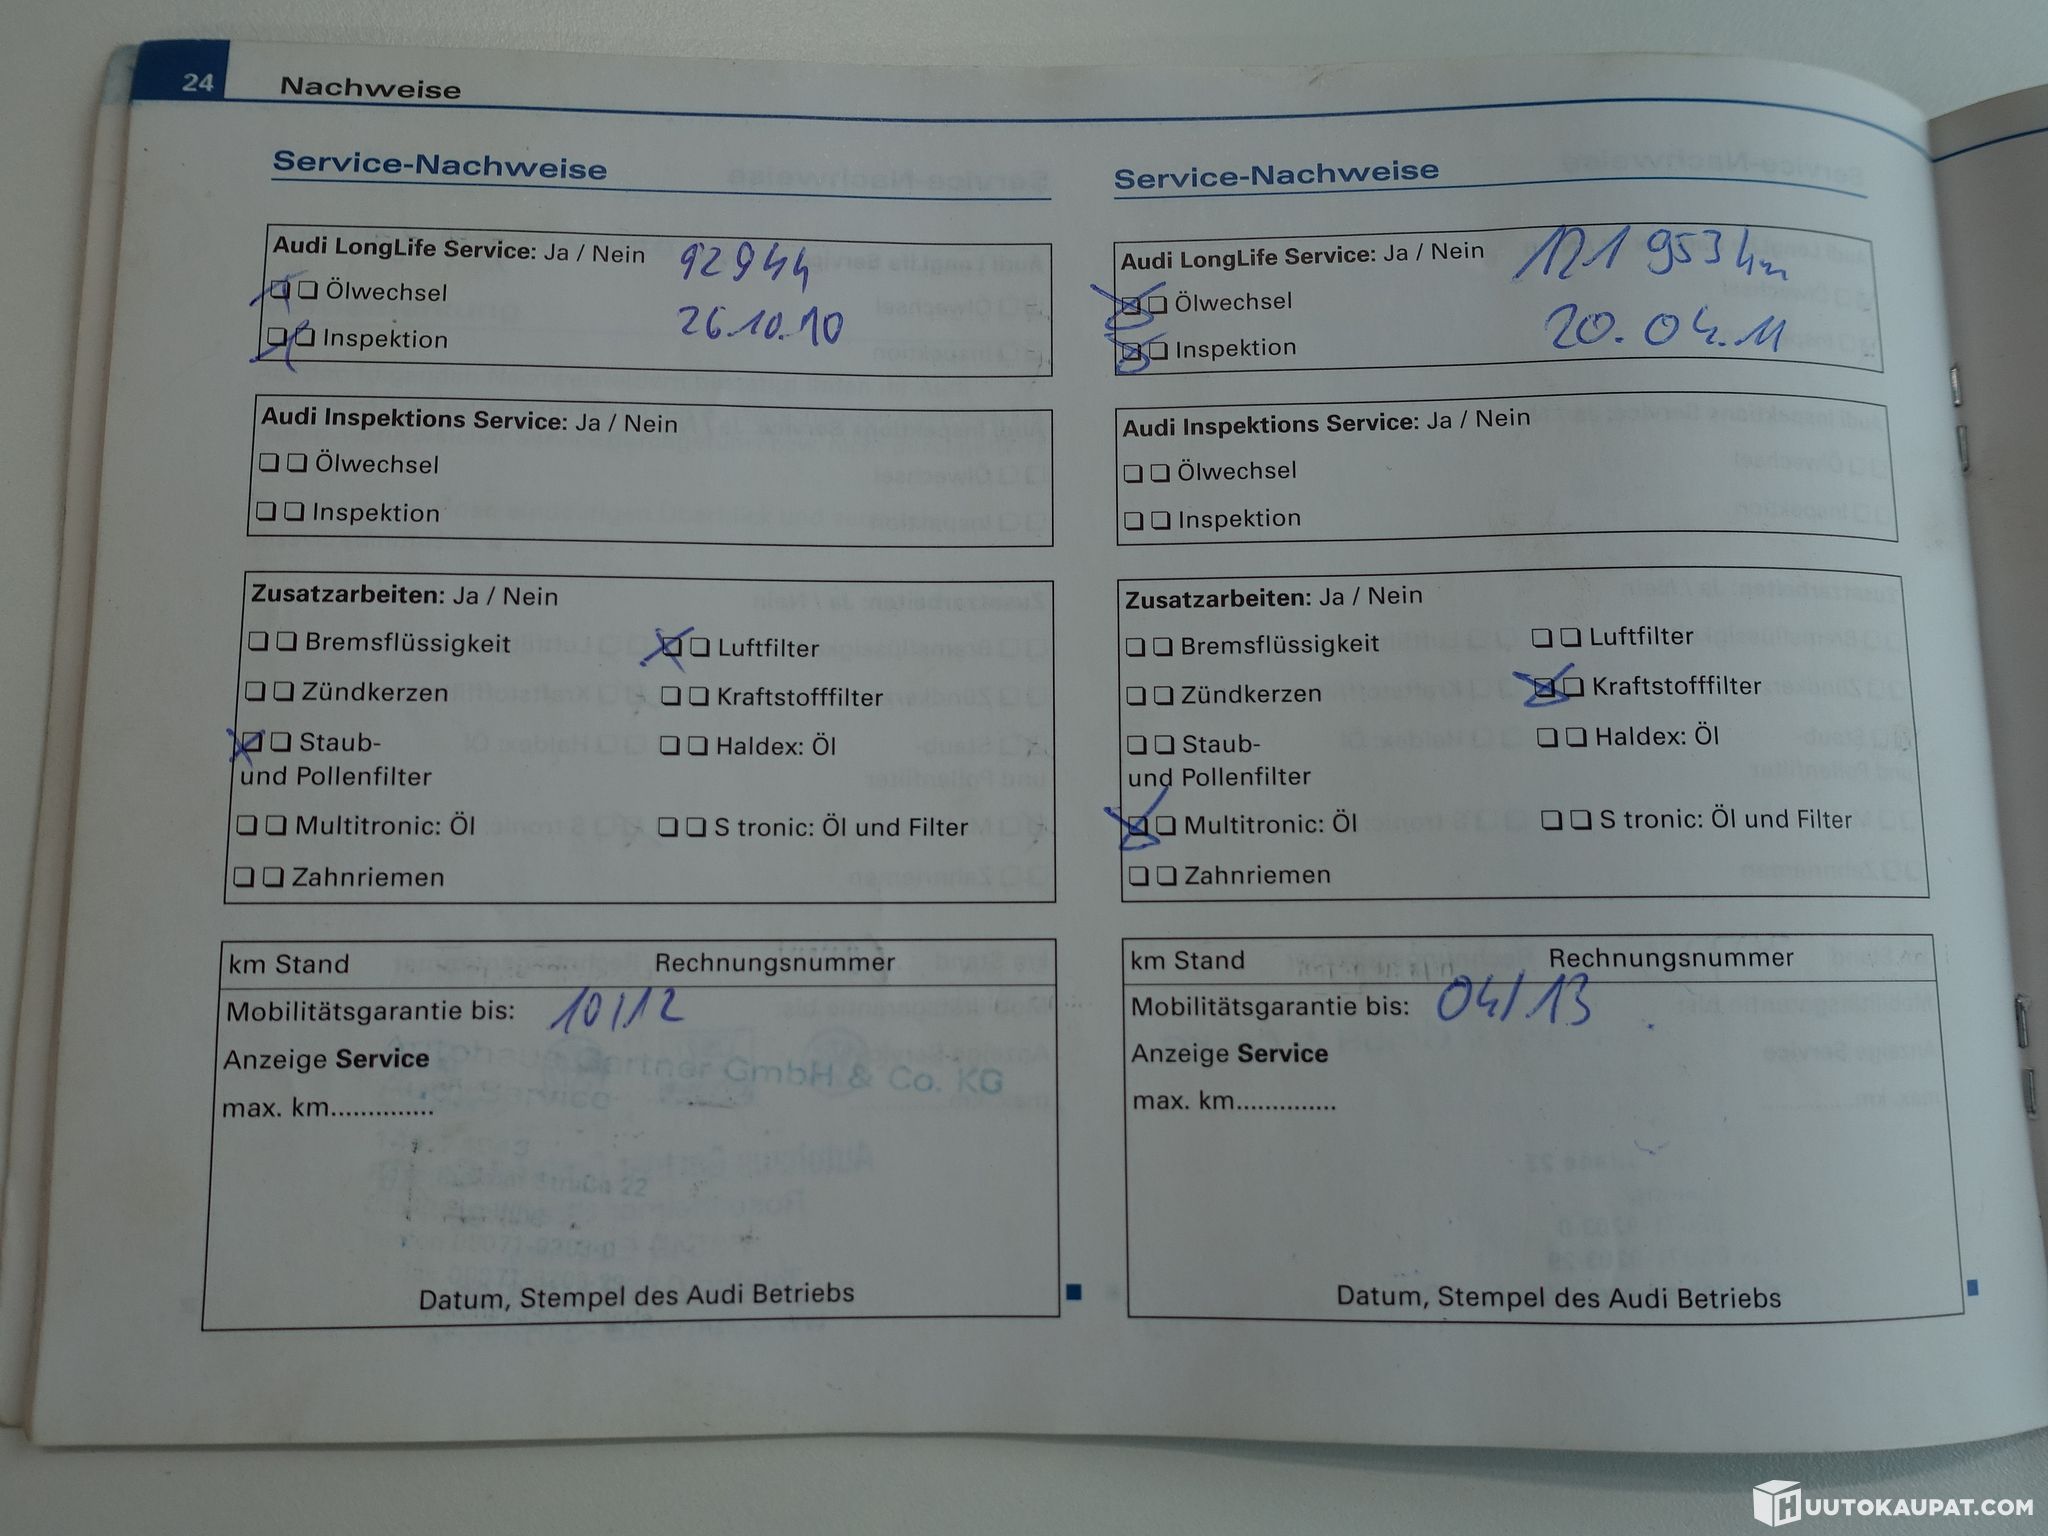 24 Nachweise
Service-Nachweise
Audi LongLife Service: Ja / Nein 92944
Ölwechsel
26.10.10
Inspektion
Audi Inspektions Service: Ja / Nein
Ölwechsel
Inspektion
Zusatzarbeiten: Ja / Nein
Bremsflüssigkeit Luftfilter
Zündkerzen Kraftstofffilter
Staub- Haldex: Öl
und Pollenfilter
Multitronic: Öl S tronic: Öl und Filter
Zahnriemen
km Stand Rechnungsnummer
Mobilitätsgarantie bis: 10/12
Anzeige Service
Gartner GmbH & Co. KG
max. km..............
Datum, Stempel des Audi Betriebs
Service-Nachweise
Audi LongLife Service: Ja / Nein 121 953 km
Ölwechsel
20.04.11
Inspektion
Audi Inspektions Service: Ja / Nein
Ölwechsel
Inspektion
Zusatzarbeiten: Ja / Nein
Bremsflüssigkeit Luftfilter
Zündkerzen Kraftstofffilter
Staub- Haldex: Öl
und Pollenfilter
Multitronic: Öl S tronic: Öl und Filter
Zahnriemen
km Stand Rechnungsnummer
Mobilitätsgarantie bis: 04/13
Anzeige Service
max. km..............
Datum, Stempel des Audi Betriebs
HUUTOKAUPAT.COM